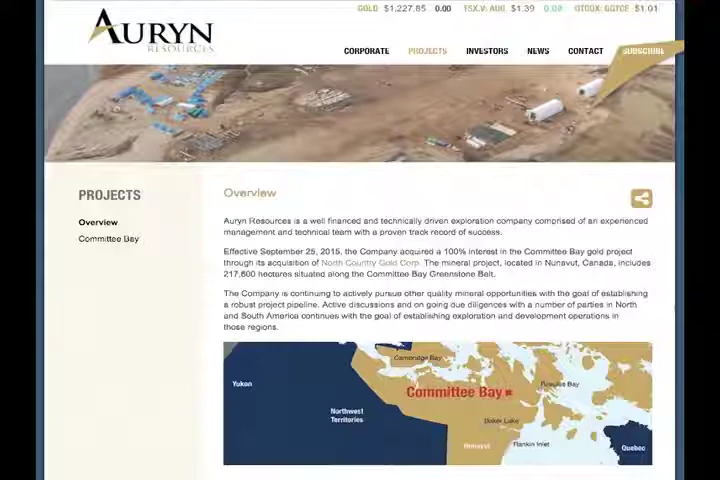 GOLD $1,227.85 0.00 TSX.V: AUG $1.39 0.00 OTCQX: GGTCF $1.01
AURYN
RESOURCES
CORPORATE PROJECTS INVESTORS NEWS CONTACT SUBSCRIBE
PROJECTS
Overview
Committee Bay
Overview
Auryn Resources is a well financed and technically driven exploration company comprised of an experienced
management and technical team with a proven track record of success.
Effective September 25, 2015, the Company acquired a 100% interest in the Committee Bay gold project
through its acquisition of North Country Gold Corp. The mineral project, located in Nunavut, Canada, includes
217,600 hectares situated along the Committee Bay Greenstone Belt.
The Company is continuing to actively pursue other quality mineral opportunities with the goal of establishing
a robust project pipeline. Active discussions and on going due diligences with a number of parties in North
and South America continues with the goal of establishing exploration and development operations in
those regions.
Cambridge Bay
Yukon
Committee Bay
Repulse Bay
Northwest
Territories
Baker Lake
Nunavut
Rankin Inlet
Quebec